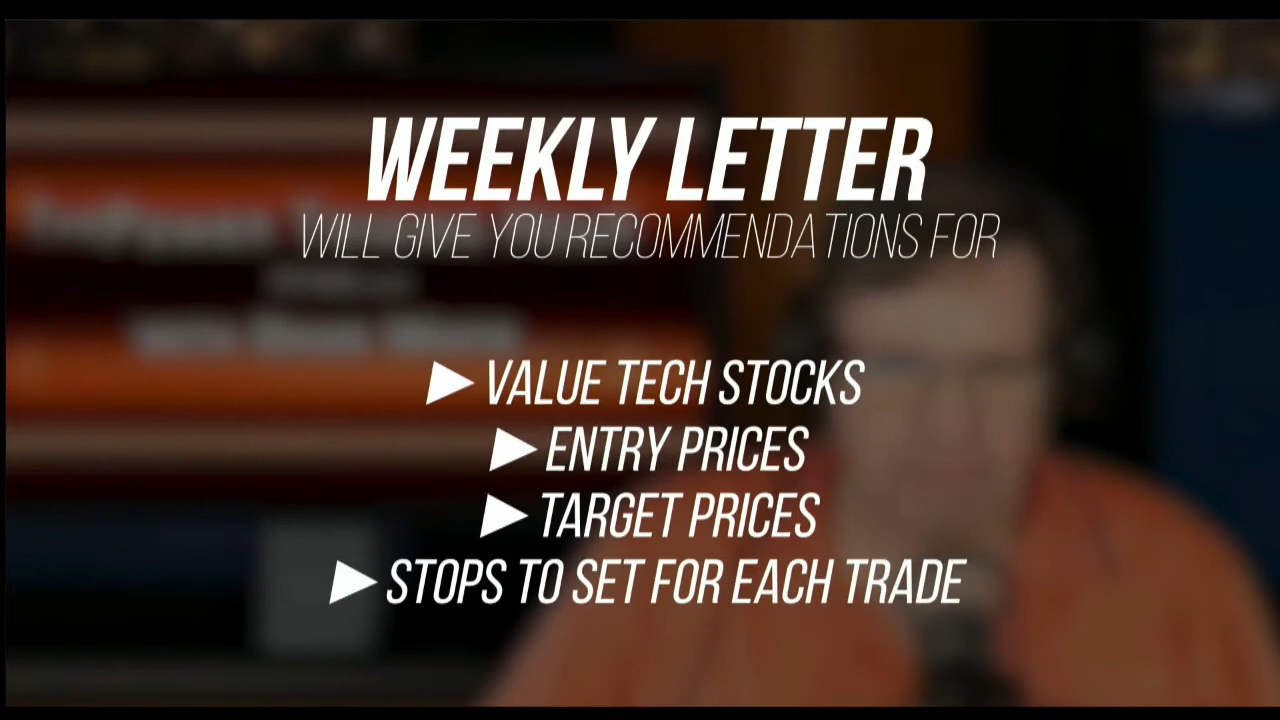 WEEKLY LETTER
WILL GIVE YOU RECOMMENDATIONS FOR
▶ VALUE TECH STOCKS
▶ ENTRY PRICES
▶ TARGET PRICES
▶ STOPS TO SET FOR EACH TRADE